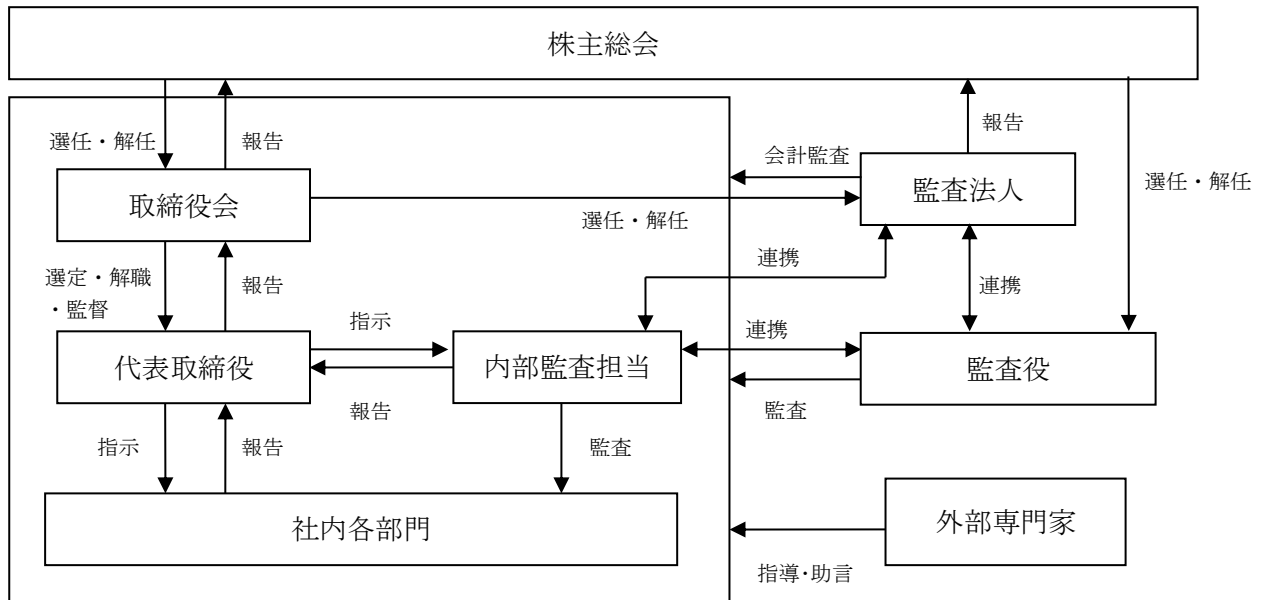 株主総会
選任・解任
報告
報告
会計監査
監査法人
選任・解任
取締役会
選任・解任
連携
選定・解職
・監督
報告
連携
指示
連携
代表取締役
内部監査担当
監査役
報告
監査
指示
報告
監査
社内各部門
外部専門家
指導・助言